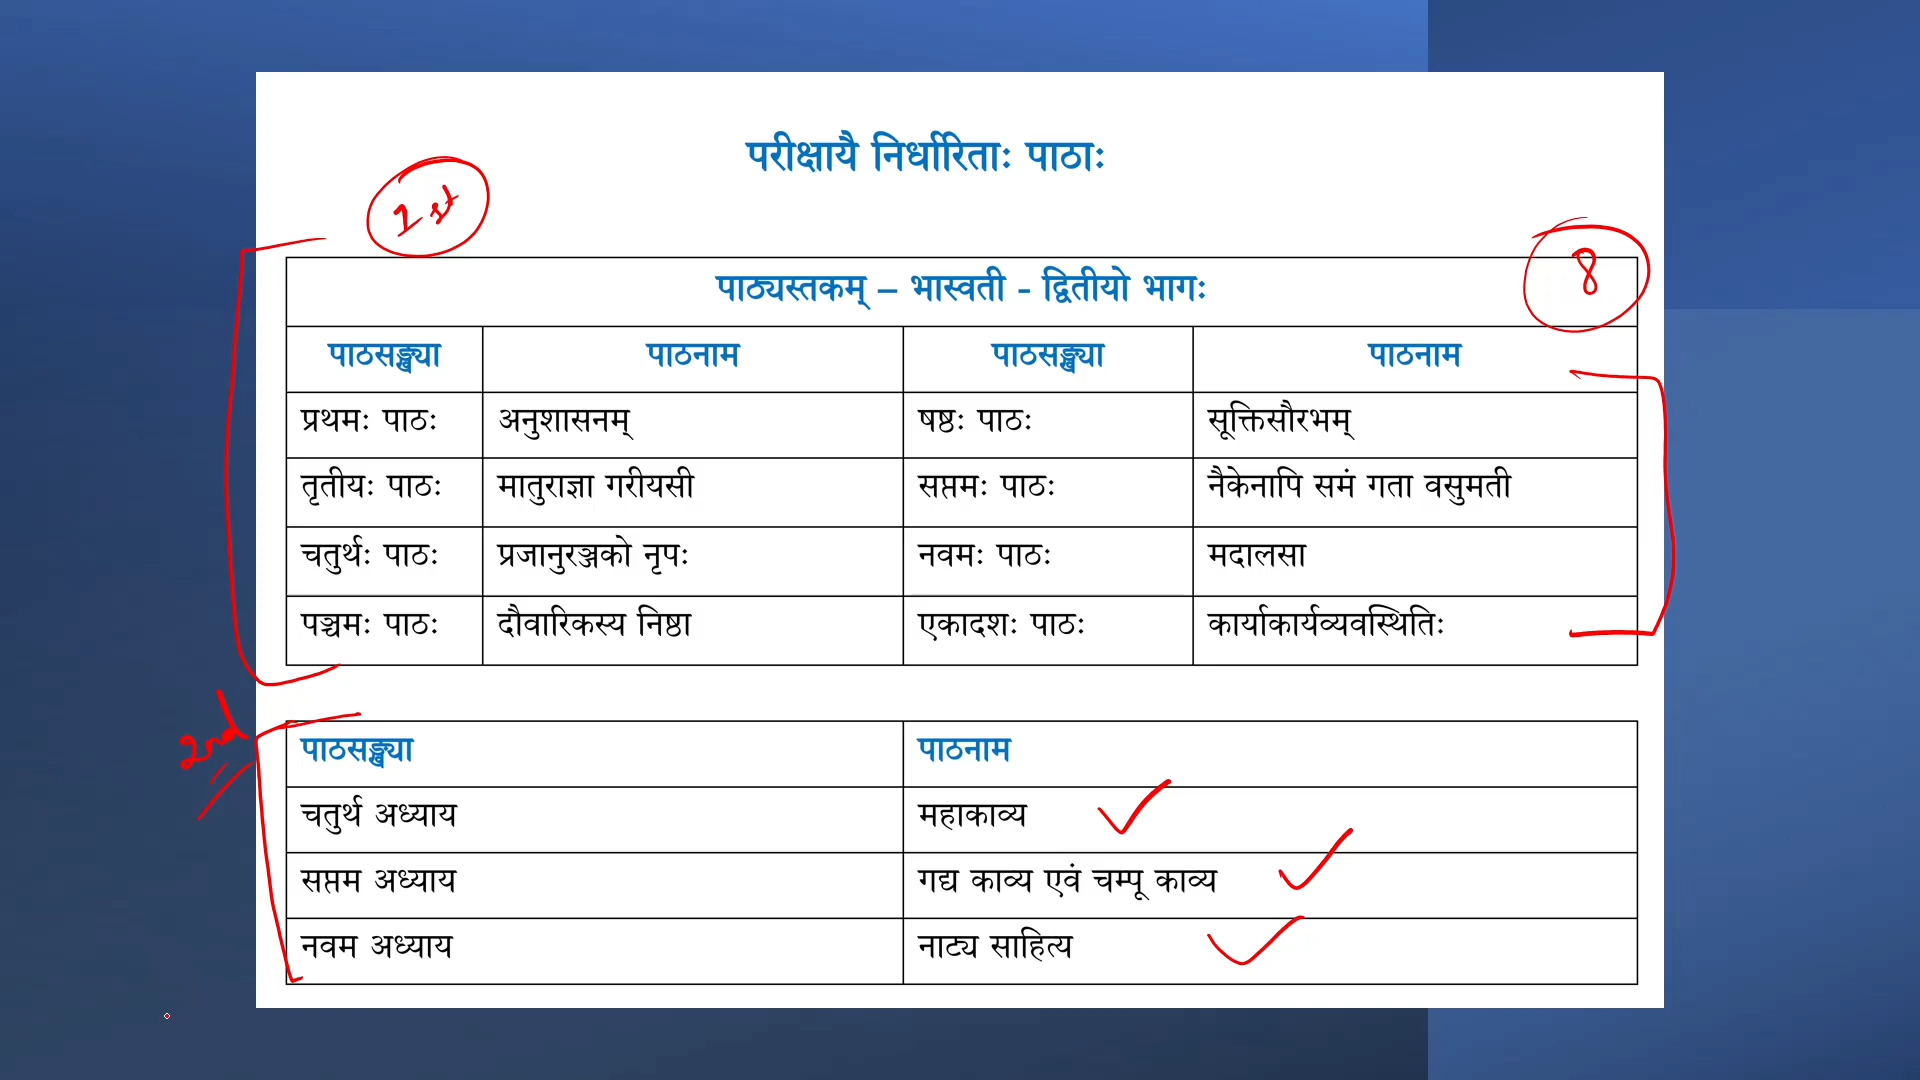 परीक्षायै निर्धारिताः पाठाः
1st
8
पाठ्यस्तकम् – भास्वती - द्वितीयो भागः
पाठसङ्ख्या पाठनाम पाठसङ्ख्या पाठनाम
प्रथमः पाठः अनुशासनम् षष्ठः पाठः सूक्तिसौरभम्
तृतीयः पाठः मातुराज्ञा गरीयसी सप्तमः पाठः नैकेनापि समं गता वसुमती
चतुर्थः पाठः प्रजानुरञ्जको नृपः नवमः पाठः मदालसा
पञ्चमः पाठः दौवारिकस्य निष्ठा एकादशः पाठः कार्याकार्यव्यवस्थितिः
2nd
पाठसङ्ख्या पाठनाम
चतुर्थ अध्याय महाकाव्य
सप्तम अध्याय गद्य काव्य एवं चम्पू काव्य
नवम अध्याय नाट्य साहित्य